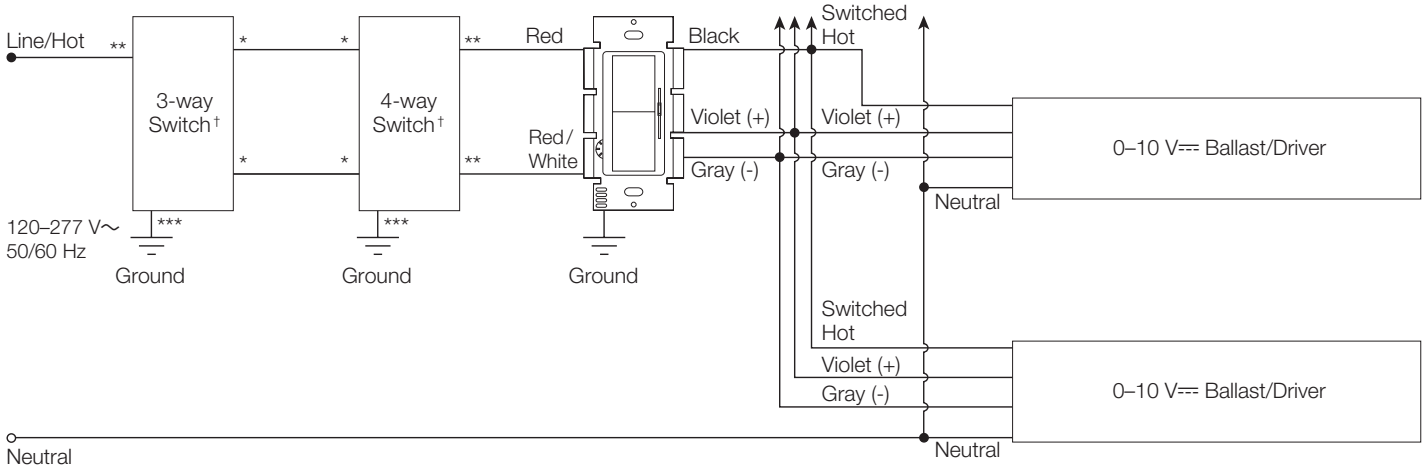 Line/Hot
**
3-way
Switch†
*
*
*
*
4-way
Switch†
**
**
Red
Red/
White
Black
Violet (+)
Gray (-)
Switched
Hot
Violet (+)
Gray (-)
Neutral
0–10 V⎓ Ballast/Driver
120–277 V~
50/60 Hz
***
Ground
***
Ground
Ground
Switched
Hot
Violet (+)
Gray (-)
Neutral
0–10 V⎓ Ballast/Driver
Neutral